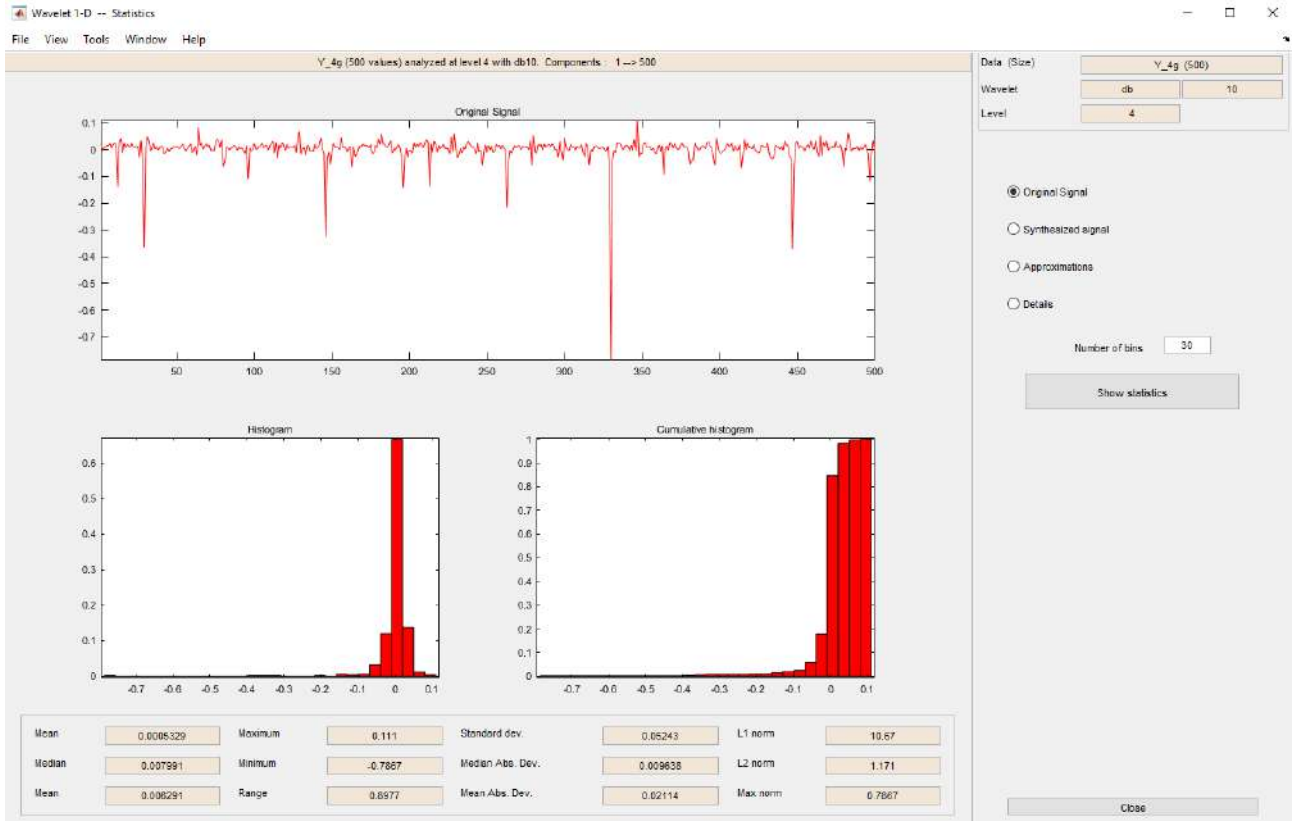 Wavelet 1-D -- Statistics
File View Tools Window Help
Y_4g (500 values) analyzed at level 4 with db10. Components : 1 --> 500
Data (Size) Y_4g (500)
Wavelet db 10
Level 4
Original Signal
0.1
0
-0.1
-0.2
-0.3
-0.4
-0.5
-0.6
-0.7
50 100 150 200 250 300 350 400 450 500
Original Signal
Synthesized signal
Approximations
Details
Number of bins 30
Show statistics
Histogram
0.6
0.5
0.4
0.3
0.2
0.1
0
-0.7 -0.6 -0.5 -0.4 -0.3 -0.2 -0.1 0 0.1
Cumulative histogram
1
0.9
0.8
0.7
0.6
0.5
0.4
0.3
0.2
0.1
0
-0.7 -0.6 -0.5 -0.4 -0.3 -0.2 -0.1 0 0.1
Mean 0.0005329 Maximum 0.111 Standard dev. 0.05243 L1 norm 10.67
Median 0.007991 Minimum -0.7867 Median Abs. Dev. 0.009638 L2 norm 1.171
Mean 0.006291 Range 0.8977 Mean Abs. Dev. 0.02114 Max norm 0.7867
Close